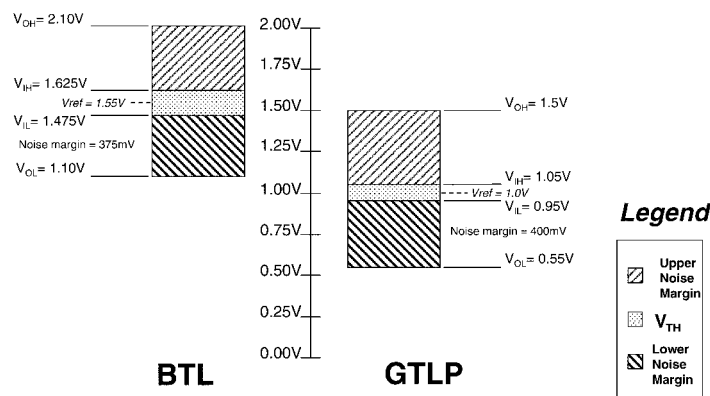 V_OH= 2.10V
V_IH= 1.625V
Vref = 1.55V
V_IL= 1.475V
Noise margin = 375mV
V_OL= 1.10V
BTL
2.00V
1.75V
1.50V
1.25V
1.00V
0.75V
0.50V
0.25V
0.00V
V_OH= 1.5V
V_IH= 1.05V
Vref = 1.0V
V_IL= 0.95V
Noise margin = 400mV
V_OL= 0.55V
GTLP
Legend
Upper
Noise
Margin
V_TH
Lower
Noise
Margin